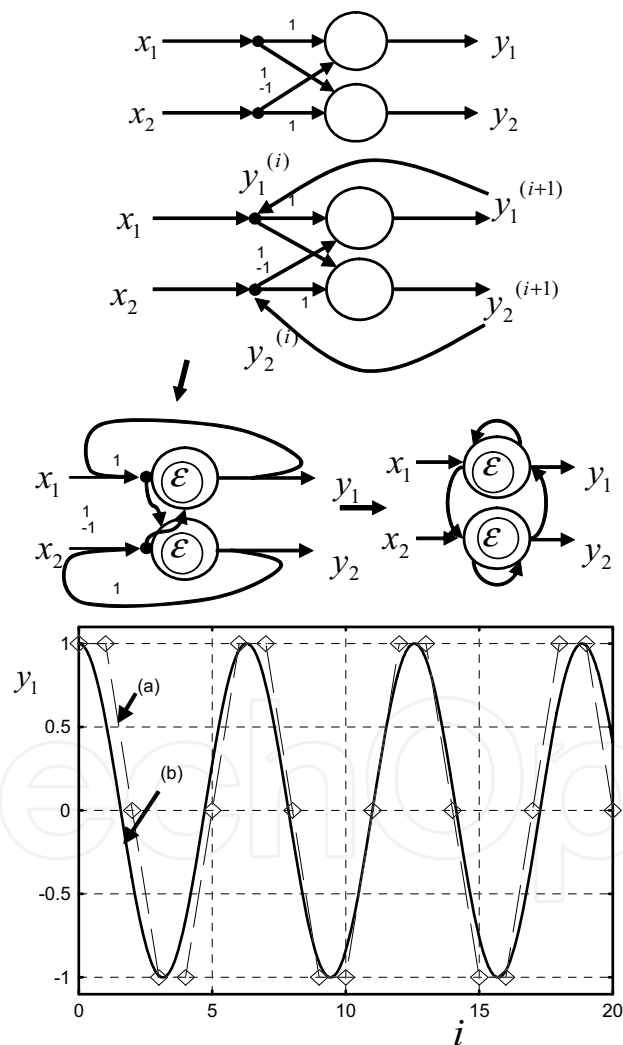 x₁ 1 y₁
1
-1
x₂ 1 y₂
y₁⁽ⁱ⁾ y₁⁽ⁱ⁺¹⁾
x₁ 1
1
-1
x₂ 1 y₂⁽ⁱ⁺¹⁾
y₂⁽ⁱ⁾
x₁ 1 ε y₁
1
-1
x₂ ε y₂
1
x₁ ε y₁
x₂ ε y₂
y₁
1
0.5
0
-0.5
-1
(a)
(b)
echOp
0 5 10 15 20
i